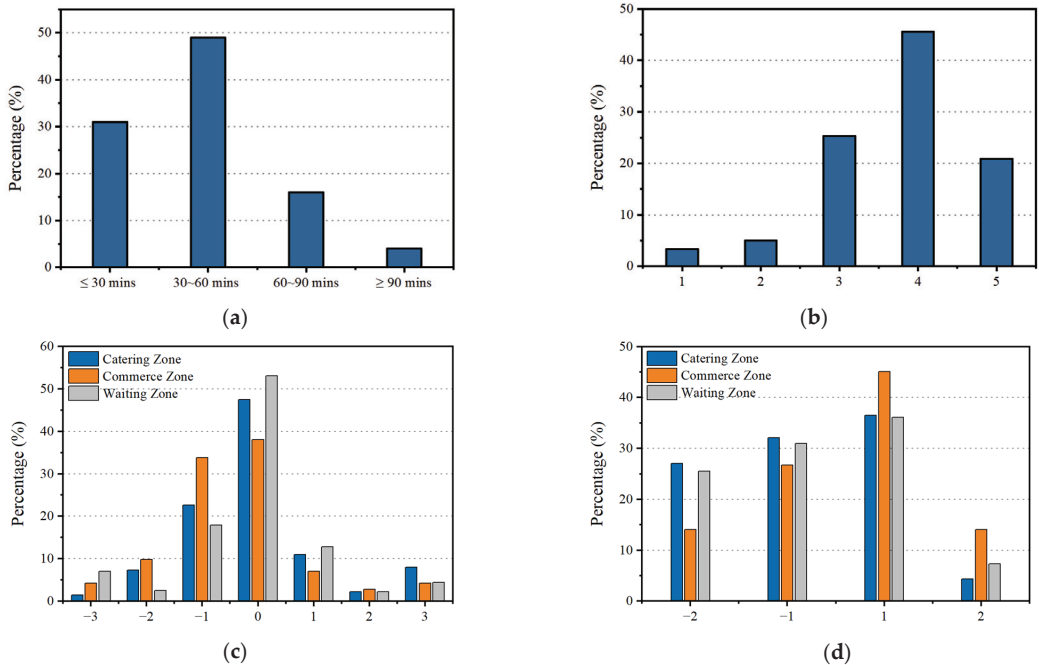 Percentage (%)
50
40
30
20
10
0
≤ 30 mins
30~60 mins
60~90 mins
≥ 90 mins
(a)
Percentage (%)
50
40
30
20
10
0
1
2
3
4
5
(b)
Percentage (%)
60
50
40
30
20
10
0
Catering Zone
Commerce Zone
Waiting Zone
−3
−2
−1
0
1
2
3
(c)
Percentage (%)
50
40
30
20
10
0
Catering Zone
Commerce Zone
Waiting Zone
−2
−1
1
2
(d)